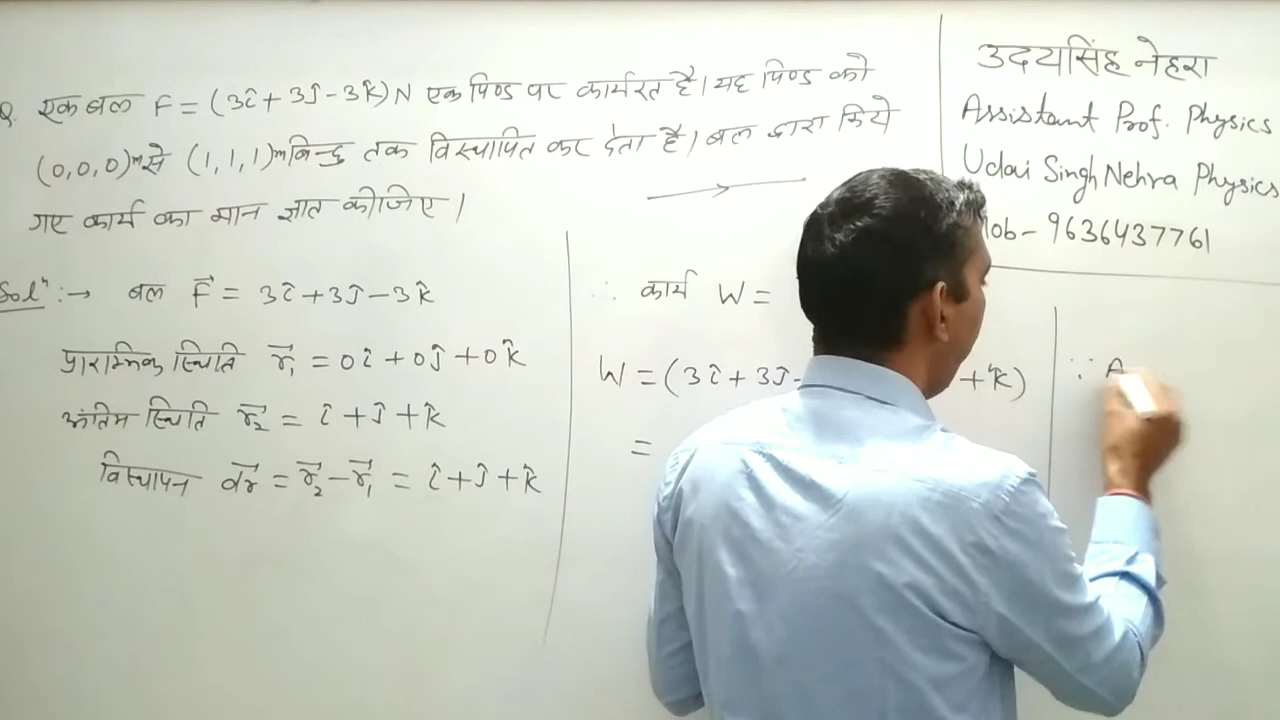 Q. एक बल F = (3î + 3ĵ - 3k̂) N एक पिण्ड पर कार्यरत है। यह पिण्ड को
(0,0,0)ᵐ से (1,1,1)ᵐ बिन्दु तक विस्थापित कर देता है। बल द्वारा किये
गए कार्य का मान ज्ञात कीजिए।
Solⁿ :→ बल F⃗ = 3î + 3ĵ - 3k̂
प्रारम्भिक स्थिति r⃗₁ = 0î + 0ĵ + 0k̂
अंतिम स्थिति r⃗₂ = î + ĵ + k̂
विस्थापन d⃗r = r⃗₂ - r⃗₁ = î + ĵ + k̂
∴ कार्य W =
W = (3î + 3ĵ - + k̂)
=
उदयसिंह नेहरा
Assistant Prof. Physics
Udai Singh Nehra Physics
Mob - 9636437761
∵ A